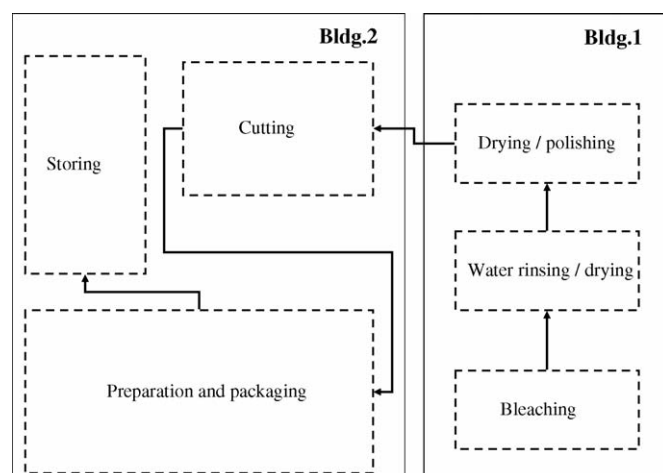 Bldg.2
Bldg.1
Cutting
Drying / polishing
Storing
Water rinsing / drying
Preparation and packaging
Bleaching